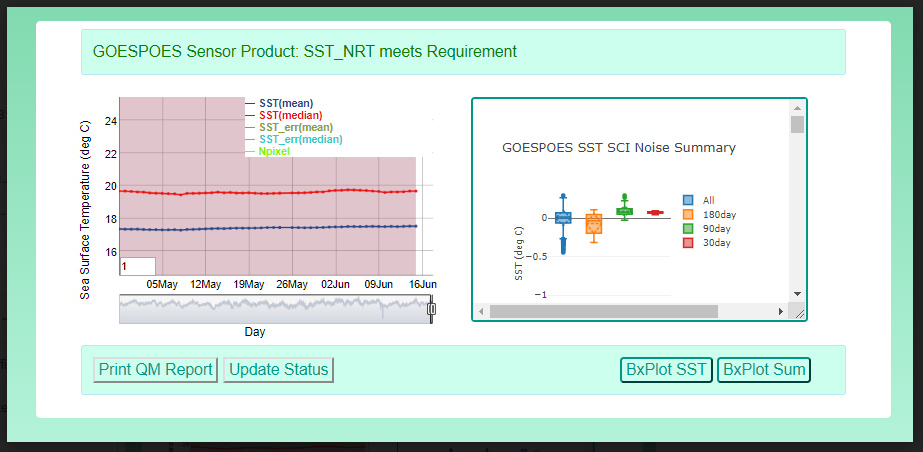 GOESPOES Sensor Product: SST_NRT meets Requirement
Sea Surface Temperature (deg C)
24
22
20
18
16
SST(mean)
SST(median)
SST_err(mean)
SST_err(median)
Npixel
1
05May 12May 19May 26May 02Jun 09Jun 16Jun
Day
GOESPOES SST SCI Noise Summary
SST (deg C)
0
−0.5
−1
All
180day
90day
30day
Print QM Report Update Status BxPlot SST BxPlot Sum